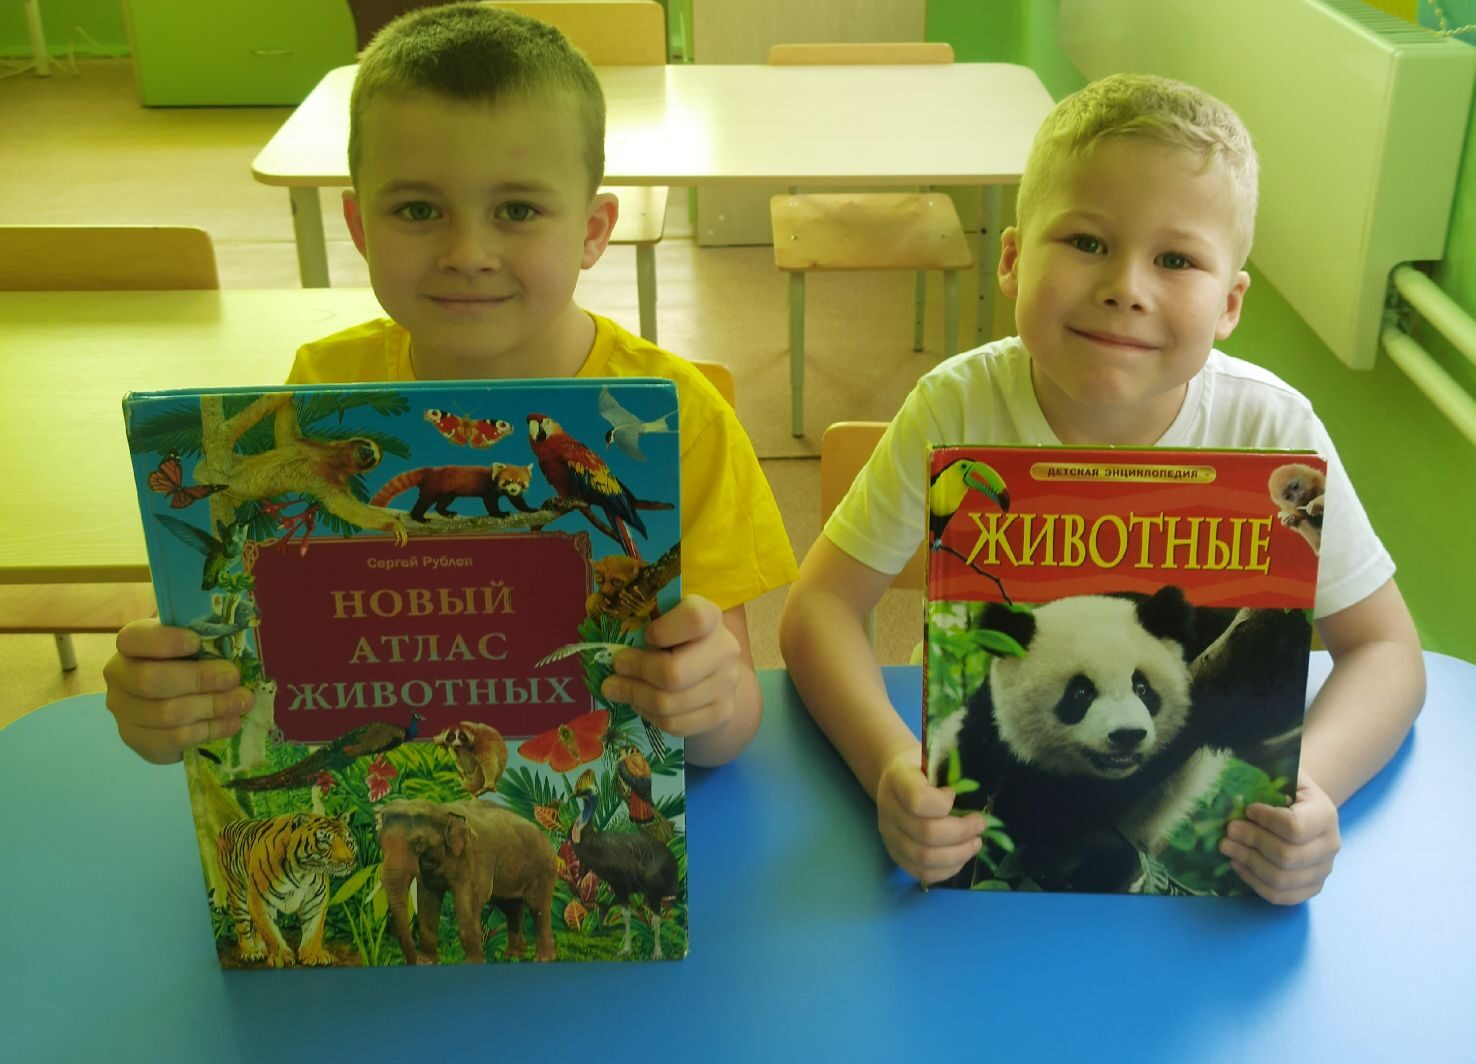 Сергей Рублев
НОВЫЙ
АТЛАС
ЖИВОТНЫХ
ДЕТСКАЯ ЭНЦИКЛОПЕДИЯ
ЖИВОТНЫЕ